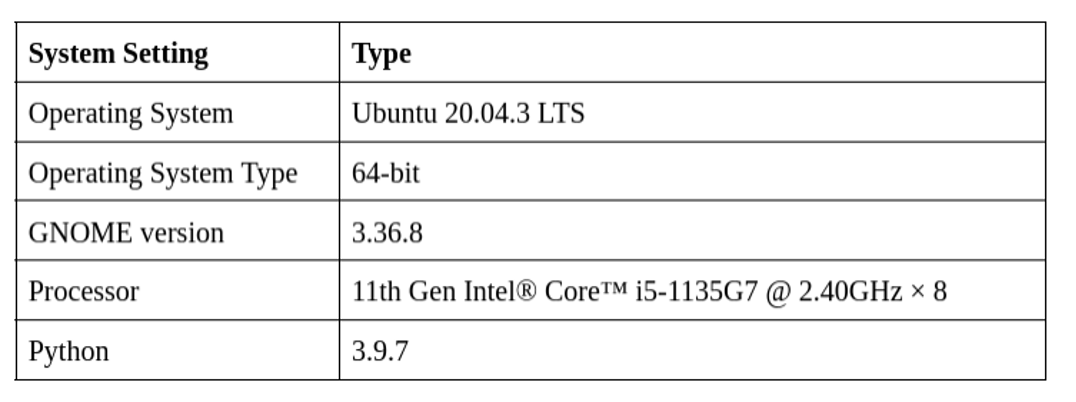 System Setting Type
Operating System Ubuntu 20.04.3 LTS
Operating System Type 64-bit
GNOME version 3.36.8
Processor 11th Gen Intel® Core™ i5-1135G7 @ 2.40GHz × 8
Python 3.9.7